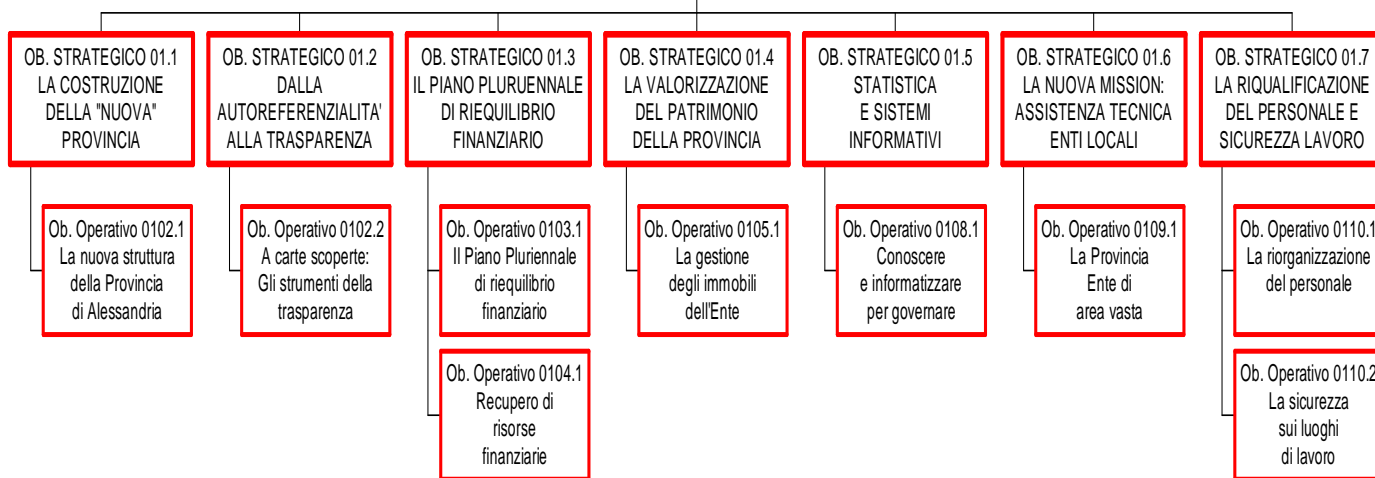 OB. STRATEGICO 01.1
LA COSTRUZIONE
DELLA "NUOVA"
PROVINCIA
OB. STRATEGICO 01.2
DALLA
AUTOREFERENZIALITA'
ALLA TRASPARENZA
OB. STRATEGICO 01.3
IL PIANO PLURUENNALE
DI RIEQUILIBRIO
FINANZIARIO
OB. STRATEGICO 01.4
LA VALORIZZAZIONE
DEL PATRIMONIO
DELLA PROVINCIA
OB. STRATEGICO 01.5
STATISTICA
E SISTEMI
INFORMATIVI
OB. STRATEGICO 01.6
LA NUOVA MISSION:
ASSISTENZA TECNICA
ENTI LOCALI
OB. STRATEGICO 01.7
LA RIQUALIFICAZIONE
DEL PERSONALE E
SICUREZZA LAVORO
Ob. Operativo 0102.1
La nuova struttura
della Provincia
di Alessandria
Ob. Operativo 0102.2
A carte scoperte:
Gli strumenti della
trasparenza
Ob. Operativo 0103.1
Il Piano Pluriennale
di riequilibrio
finanziario
Ob. Operativo 0105.1
La gestione
degli immobili
dell'Ente
Ob. Operativo 0108.1
Conoscere
e informatizzare
per governare
Ob. Operativo 0109.1
La Provincia
Ente di
area vasta
Ob. Operativo 0110.1
La riorganizzazione
del personale
Ob. Operativo 0104.1
Recupero di
risorse
finanziarie
Ob. Operativo 0110.2
La sicurezza
sui luoghi
di lavoro